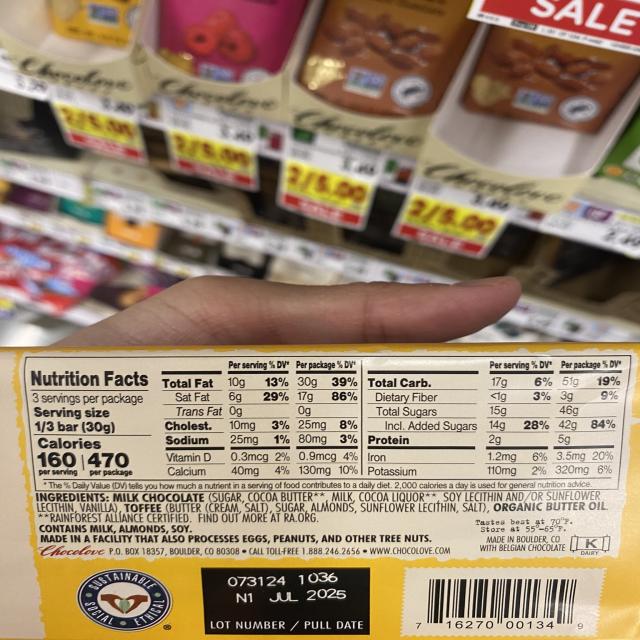 SALE
Chocolove
Chocolove
Chocolove
Chocolove
2/5.00
2/5.00
2/5.00
2/5.00
SALE
SALE
Nutrition Facts
3 servings per package
Serving size
1/3 bar (30g)
Calories
160 470
per serving per package
Per serving %DV* Per package %DV*
Total Fat 10g 13% 30g 39%
Sat Fat 6g 29% 17g 86%
Trans Fat 0g 0g
Cholest. 10mg 3% 25mg 8%
Sodium 25mg 1% 80mg 3%
Vitamin D 0.3mcg 2% 0.9mcg 4%
Calcium 40mg 4% 130mg 10%
Per serving %DV* Per package %DV*
Total Carb. 17g 6% 51g 19%
Dietary Fiber <1g 3% 3g 9%
Total Sugars 15g 46g
Incl. Added Sugars 14g 28% 42g 84%
Protein 2g 5g
Iron 1.2mg 6% 3.5mg 20%
Potassium 110mg 2% 320mg 6%
* The % Daily Value (DV) tells you how much a nutrient in a serving of food contributes to a daily diet. 2,000 calories a day is used for general nutrition advice.
INGREDIENTS: MILK CHOCOLATE (SUGAR, COCOA BUTTER**, MILK, COCOA LIQUOR**, SOY LECITHIN AND/OR SUNFLOWER
LECITHIN, VANILLA), TOFFEE (BUTTER (CREAM, SALT), SUGAR, ALMONDS, SUNFLOWER LECITHIN, SALT), ORGANIC BUTTER OIL.
**RAINFOREST ALLIANCE CERTIFIED. FIND OUT MORE AT RA.ORG.
CONTAINS MILK, ALMONDS, SOY.
MADE IN A FACILITY THAT ALSO PROCESSES EGGS, PEANUTS, AND OTHER TREE NUTS.
Chocolove P.O. BOX 18357, BOULDER, CO 80308 • CALL TOLL-FREE 1.888.246.2656 • WWW.CHOCOLOVE.COM
Tastes best at 70°F.
Store at 55°-65°F.
MADE IN BOULDER, CO
WITH BELGIAN CHOCOLATE
K
DAIRY
SUSTAINABLE
SOCIAL • ETHICAL
®
073124 1036
N1 JUL 2025
LOT NUMBER / PULL DATE
7 16270 00134 9